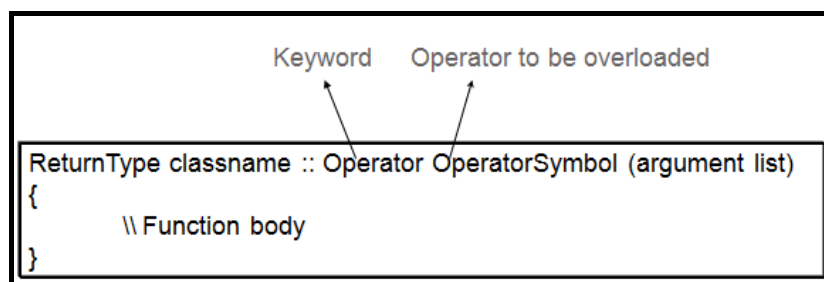 Keyword Operator to be overloaded
ReturnType classname :: Operator OperatorSymbol (argument list)
{
\\ Function body
}